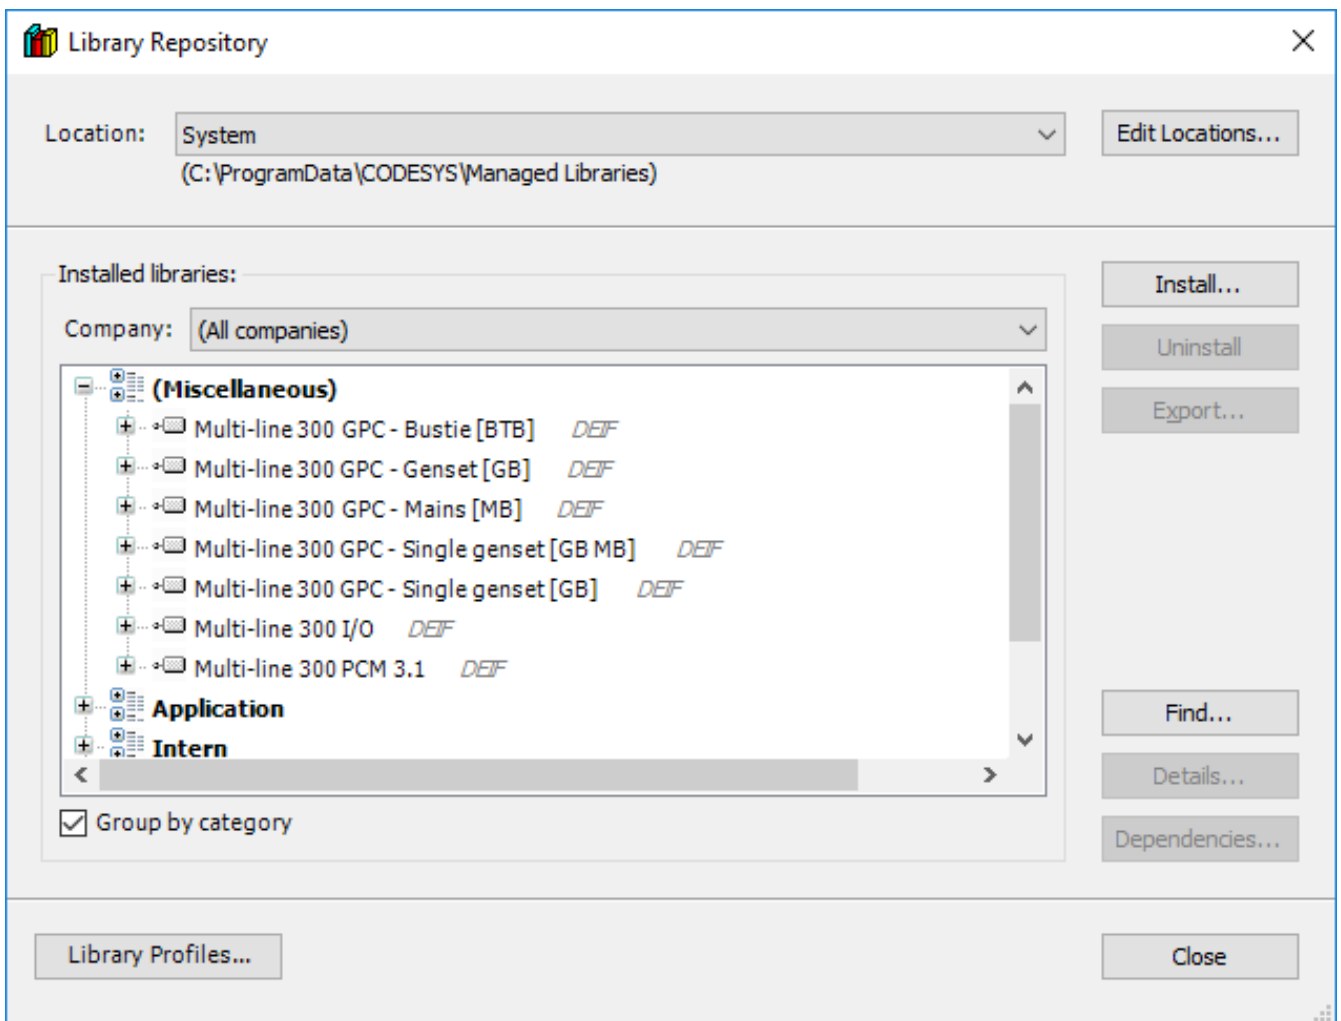 Library Repository
Location: System Edit Locations...
(C:\ProgramData\CODESYS\Managed Libraries)
Installed libraries:
Install...
Company: (All companies)
Uninstall
(Miscellaneous)
Export...
Multi-line 300 GPC - Bustie [BTB] DEIF
Multi-line 300 GPC - Genset [GB] DEIF
Multi-line 300 GPC - Mains [MB] DEIF
Multi-line 300 GPC - Single genset [GB MB] DEIF
Multi-line 300 GPC - Single genset [GB] DEIF
Multi-line 300 I/O DEIF
Multi-line 300 PCM 3.1 DEIF
Application
Find...
Intern
Details...
Group by category
Dependencies...
Library Profiles...
Close